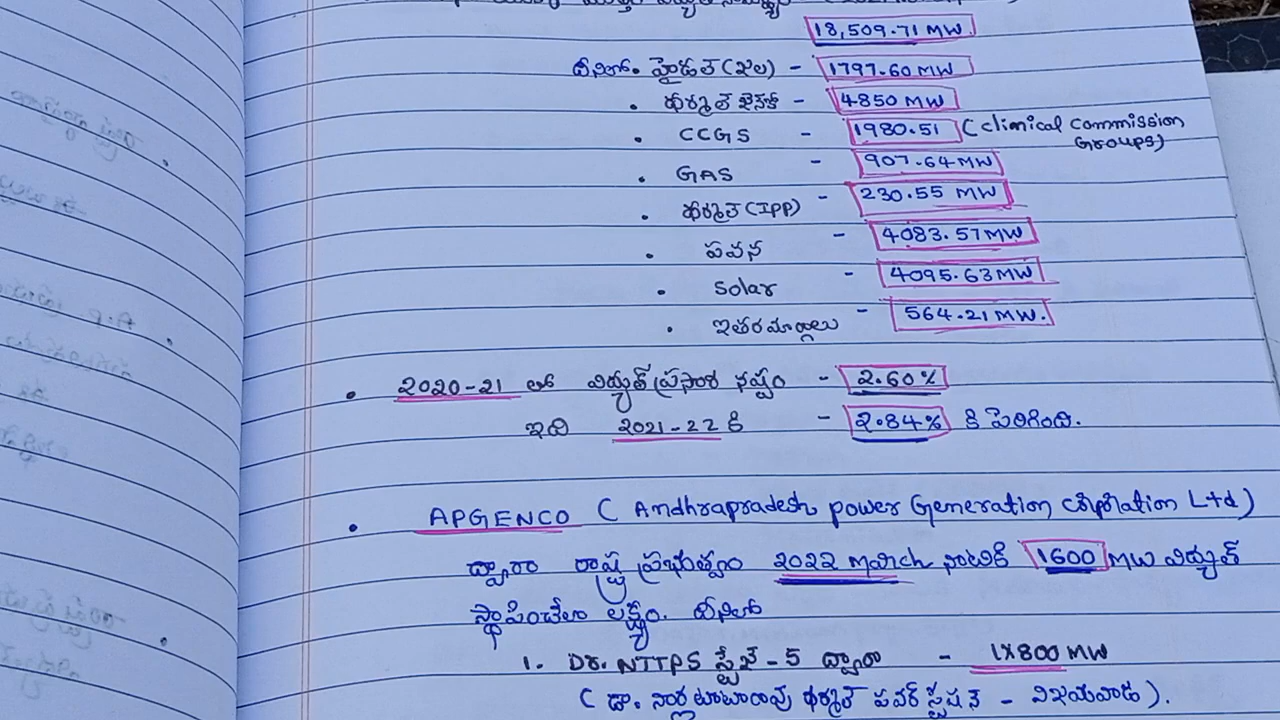 18,509.71 MW.
దీనిలో. హైడల్ (జల) - 1797.60 MW
• థర్మల్ జెన్‌కో - 4850 MW
• CCGS - 1980.51 (Climical Commission
Groups)
• GAS - 907.64 MW
• థర్మల్ (IPP) - 230.55 MW
• పవన - 4083.57 MW
• Solar - 4095.63 MW
• ఇతరమార్గాలు - 564.21 MW.
• 2020-21 లో విద్యుత్ ప్రసార నష్టం - 2.60%
ఇది 2021-22 కి - 2.84% కి పెరిగింది.
• APGENCO ( Andhrapradesh power Generation Corporation Ltd)
ద్వారా రాష్ట్ర ప్రభుత్వం 2022 March నాటికి 1600 MW విద్యుత్
స్థాపించేలా లక్ష్యం. దీనిలో
1. Dr. NTTPS స్టేజ్ - 5 ద్వారా - 1X800 MW
( డా. నార్ల టాటారావు థర్మల్ పవర్ స్టేషన్ - విజయవాడ ).